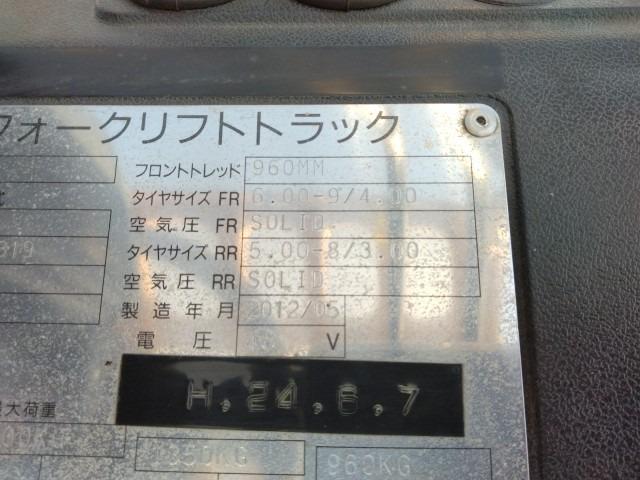 フォークリフトトラック
フロントトレッド 960MM
タイヤサイズ FR 6.00-9/4.00
空気圧 FR SOLID
タイヤサイズ RR 5.00-8/3.00
819
空気圧 RR SOLID
製造年月 2012/05
電圧 V
H,24,6,7
大荷重
350KG 960KG